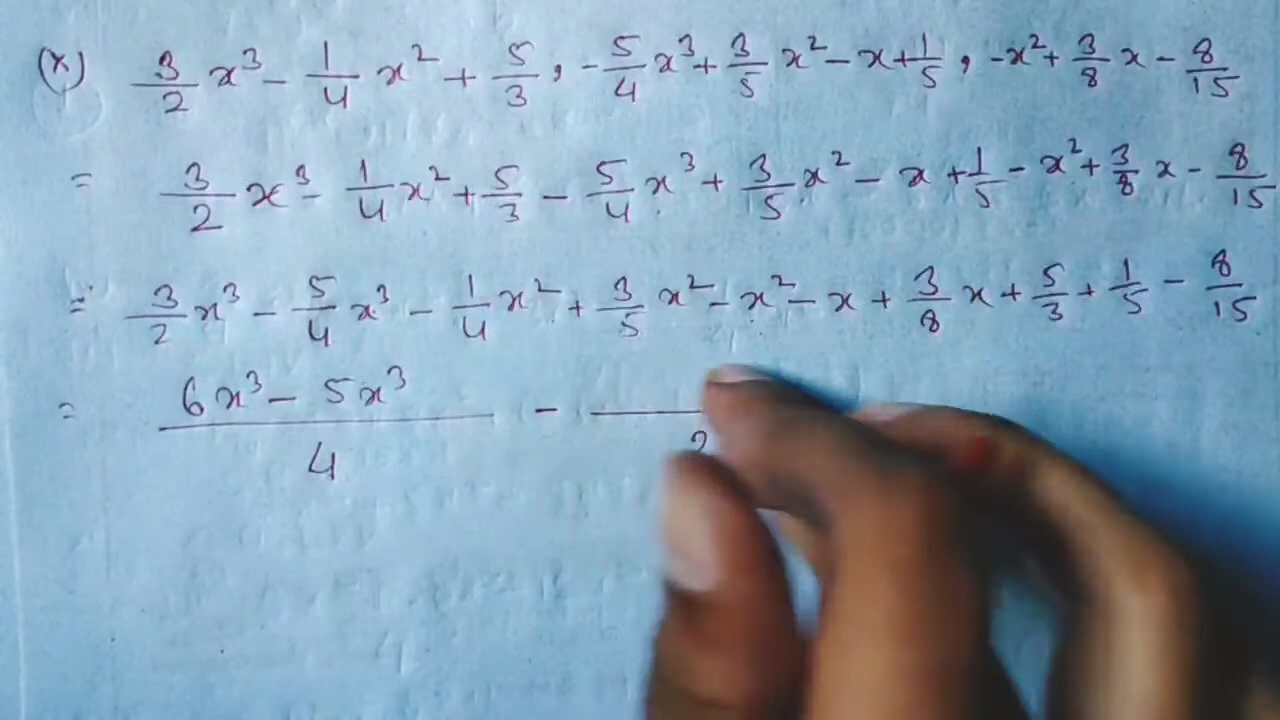 (x) 3/2 x³ - 1/4 x² + 5/3, -5/4 x³ + 3/5 x² - x + 1/5, -x² + 3/8 x - 8/15
= 3/2 x³ - 1/4 x² + 5/3 - 5/4 x³ + 3/5 x² - x + 1/5 - x² + 3/8 x - 8/15
= 3/2 x³ - 5/4 x³ - 1/4 x² + 3/5 x² - x² - x + 3/8 x + 5/3 + 1/5 - 8/15
= (6x³ - 5x³)/4 -